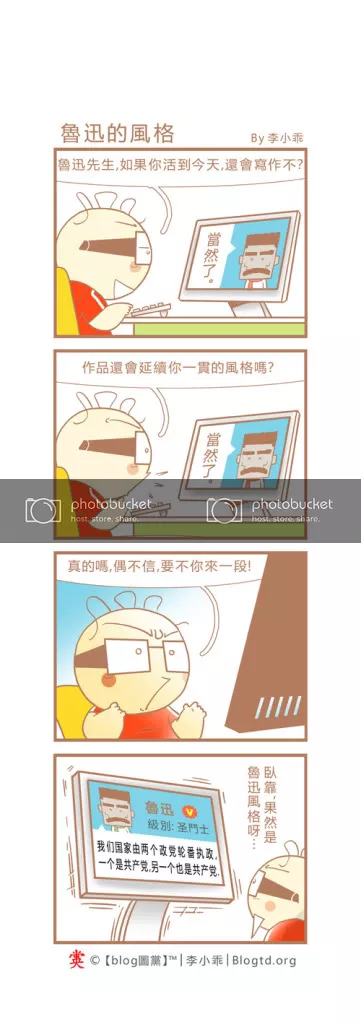 魯迅的風格
By 李小乖
魯迅先生,如果你活到今天,還會寫作不?
當然了。
作品還會延續你一貫的風格嗎?
當然了。
photobucket
host. store. share.
photobucket
host. store. share.
真的嗎,偶不信,要不你來一段!
臥靠,果然是
魯迅風格呀…
魯迅 V
級別:圣鬥士
我们国家由两个政党轮番执政,
一个是共产党,另一个也是共产党.
©【blog圖黨】™|李小乖|Blogtd.org